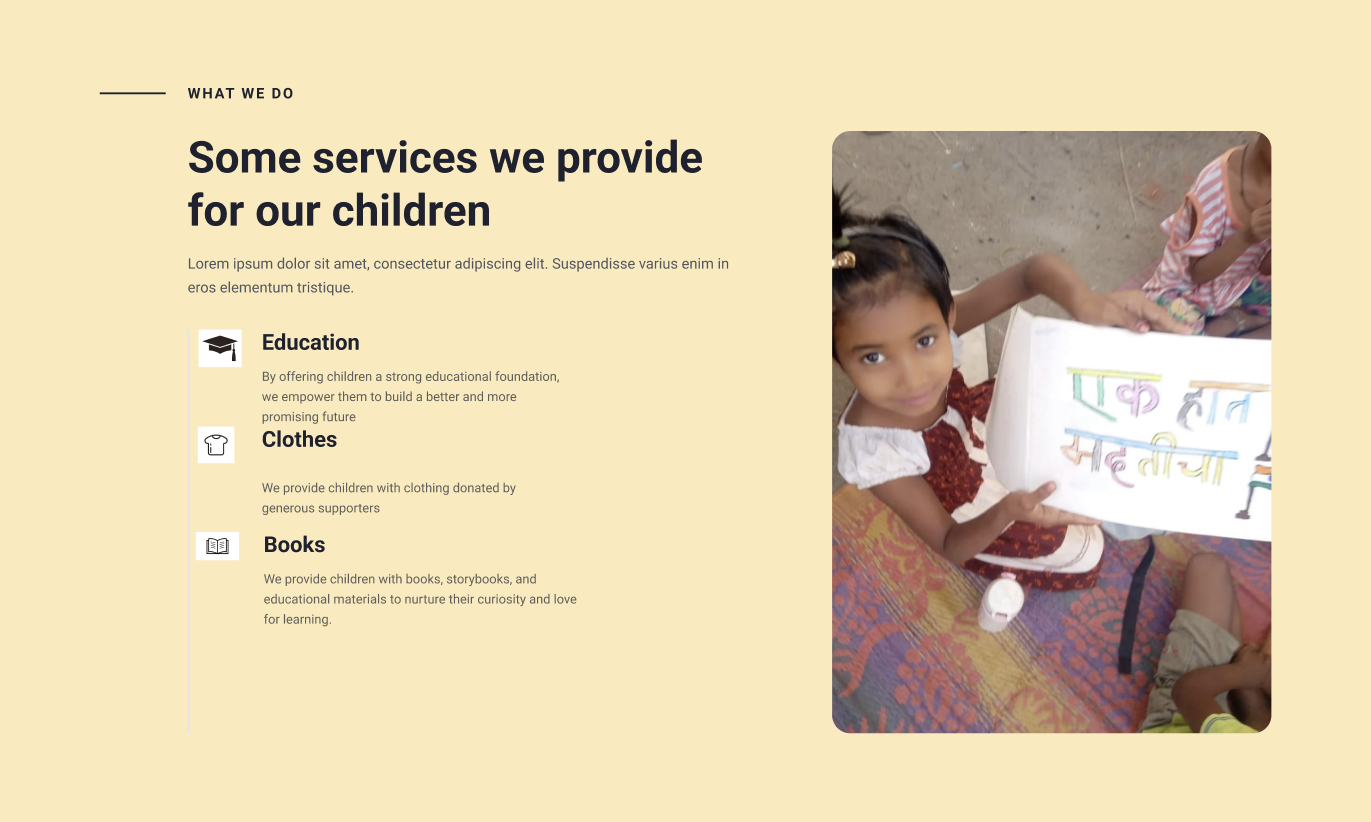 WHAT WE DO
Some services we provide
for our children
Lorem ipsum dolor sit amet, consectetur adipiscing elit. Suspendisse varius enim in
eros elementum tristique.
Education
By offering children a strong educational foundation,
we empower them to build a better and more
promising future
Clothes
We provide children with clothing donated by
generous supporters
Books
We provide children with books, storybooks, and
educational materials to nurture their curiosity and love
for learning.
एक हात
मदतीचा